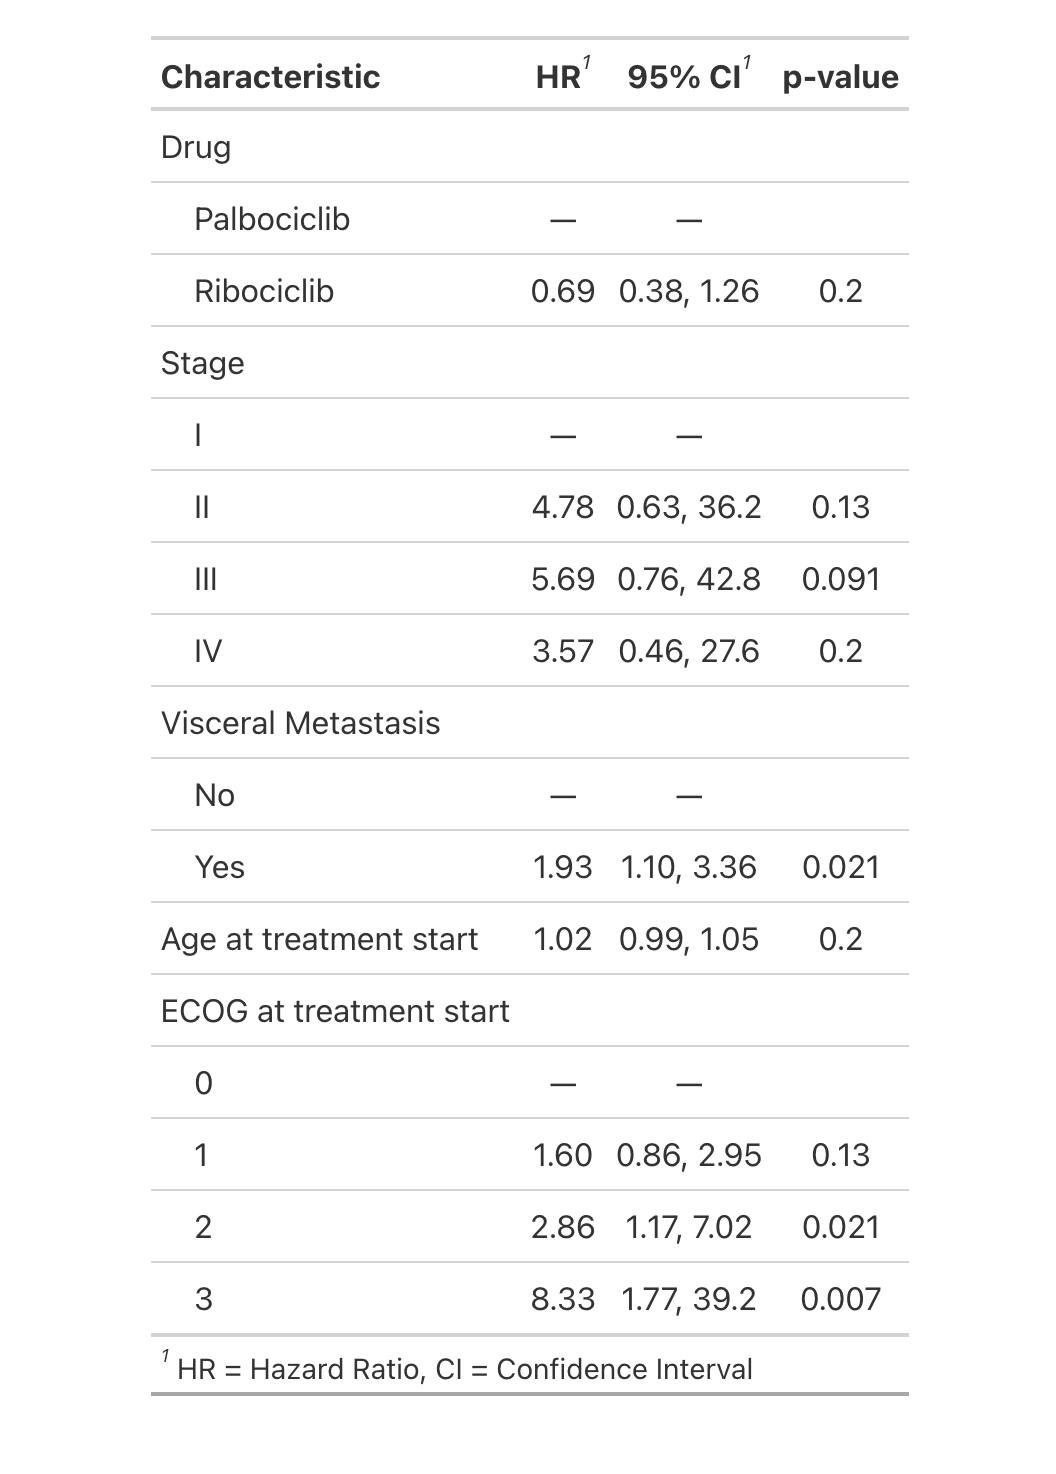 Characteristic HR1 95% CI1 p-value
Drug
Palbociclib — —
Ribociclib 0.69 0.38, 1.26 0.2
Stage
I — —
II 4.78 0.63, 36.2 0.13
III 5.69 0.76, 42.8 0.091
IV 3.57 0.46, 27.6 0.2
Visceral Metastasis
No — —
Yes 1.93 1.10, 3.36 0.021
Age at treatment start 1.02 0.99, 1.05 0.2
ECOG at treatment start
0 — —
1 1.60 0.86, 2.95 0.13
2 2.86 1.17, 7.02 0.021
3 8.33 1.77, 39.2 0.007
1 HR = Hazard Ratio, CI = Confidence Interval